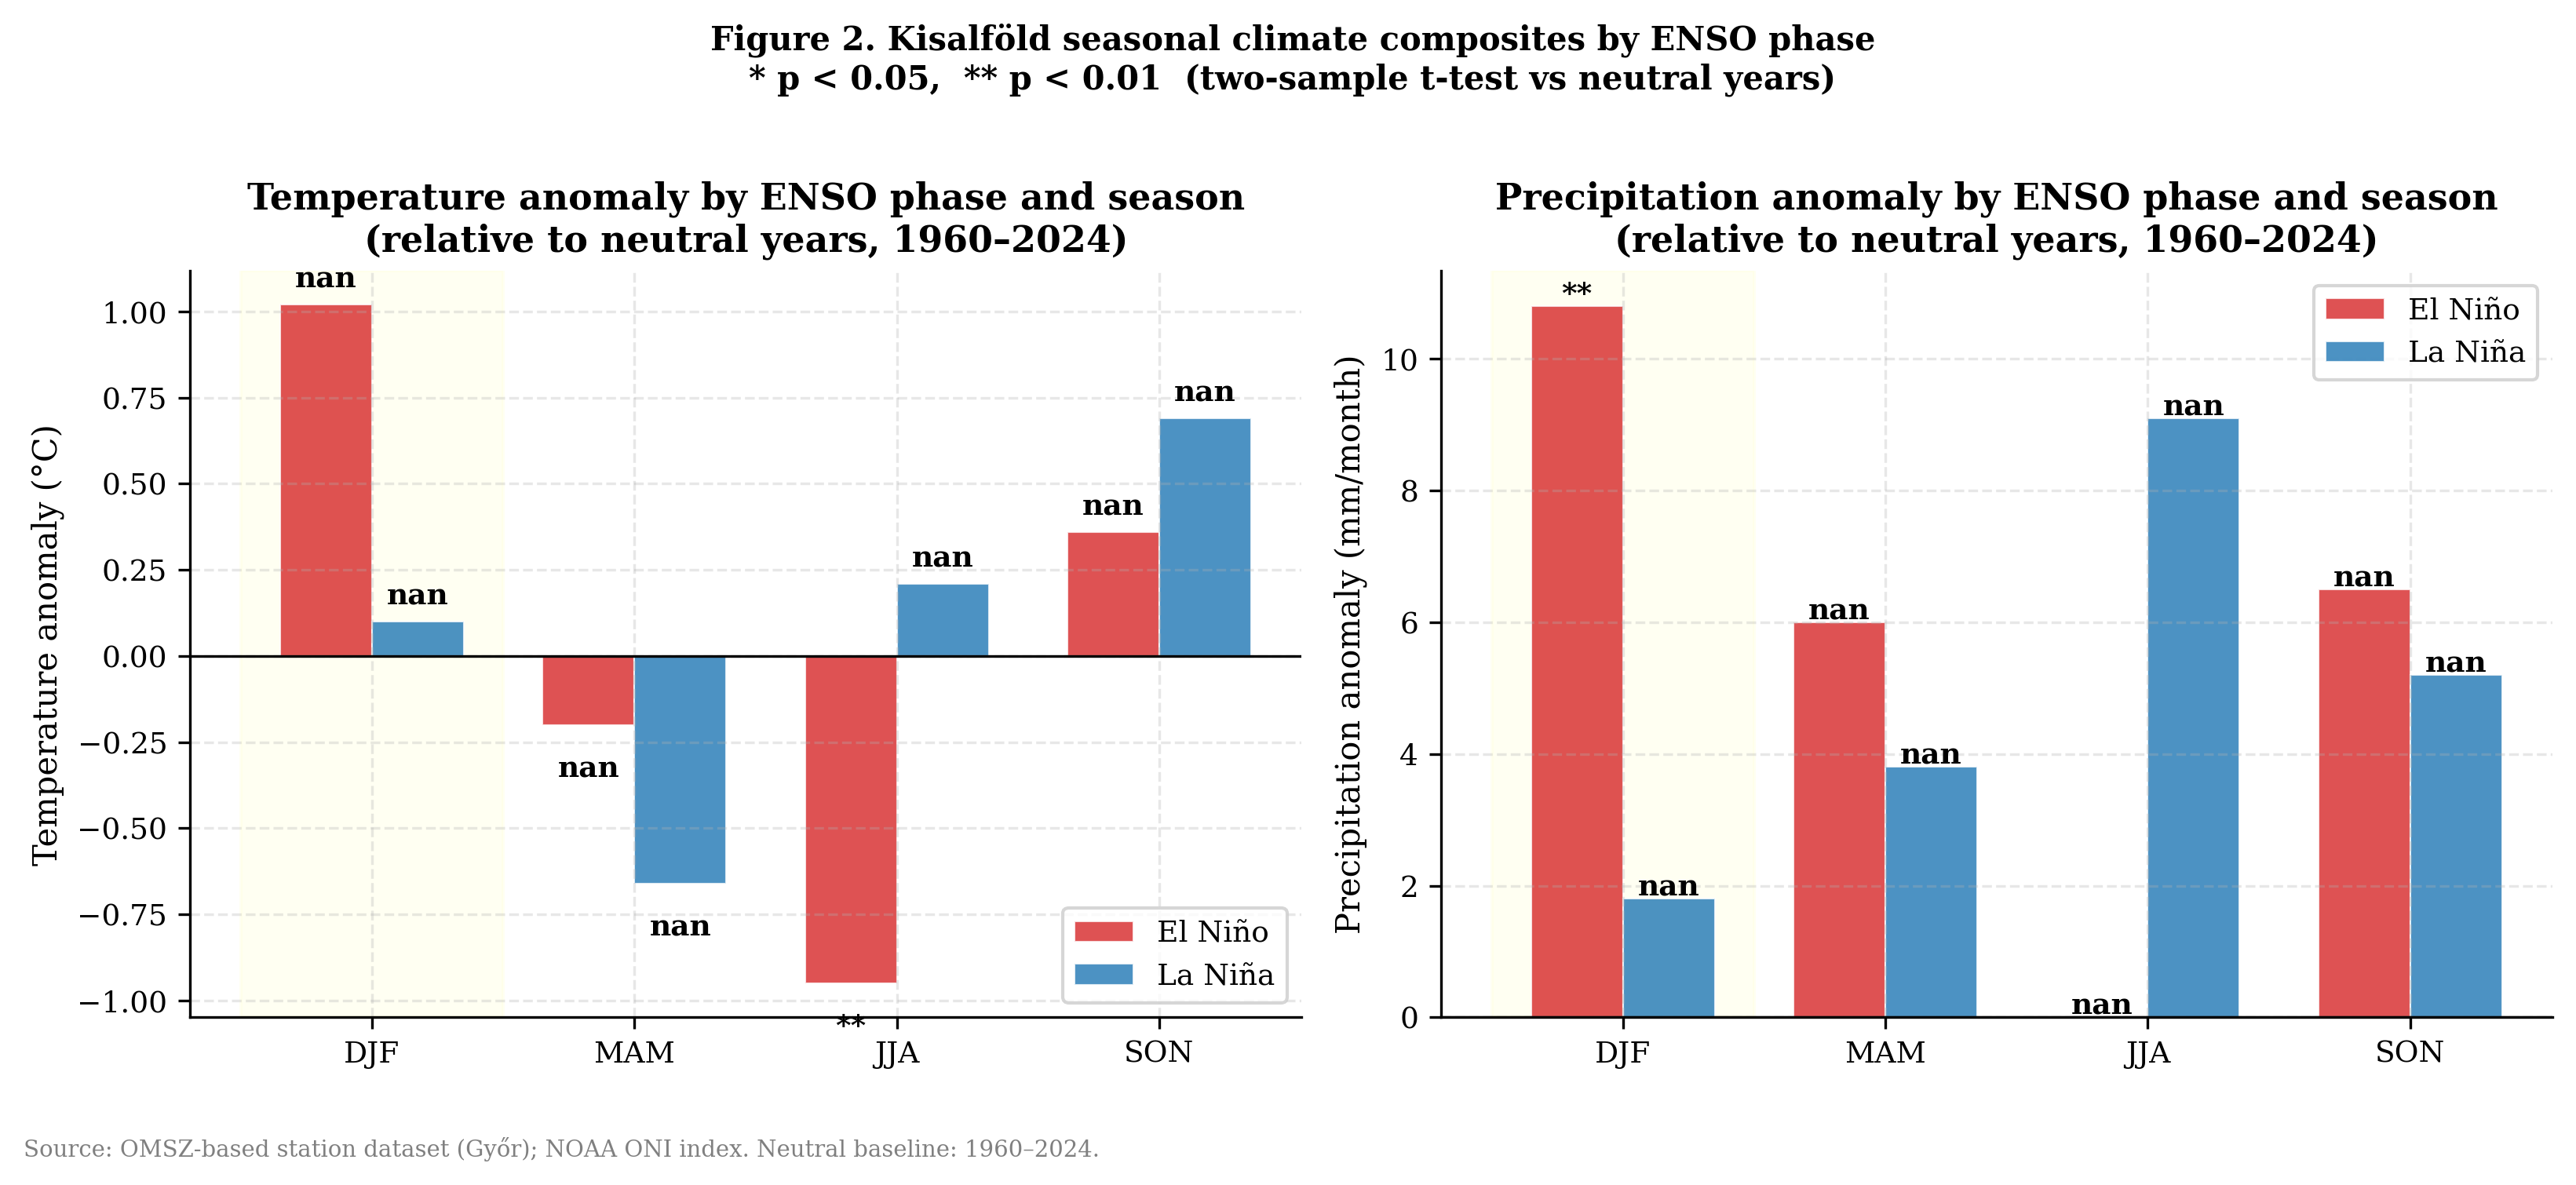 Figure 2. Kisalföld seasonal climate composites by ENSO phase
* p < 0.05,  ** p < 0.01  (two-sample t-test vs neutral years)
Temperature anomaly by ENSO phase and season
(relative to neutral years, 1960–2024)
Temperature anomaly (°C)
1.00
0.75
0.50
0.25
0.00
−0.25
−0.50
−0.75
−1.00
nan
nan
nan
nan
**
nan
nan
nan
El Niño
La Niña
DJF
MAM
JJA
SON
Precipitation anomaly by ENSO phase and season
(relative to neutral years, 1960–2024)
Precipitation anomaly (mm/month)
10
8
6
4
2
0
**
nan
nan
nan
nan
nan
nan
nan
El Niño
La Niña
DJF
MAM
JJA
SON
Source: OMSZ-based station dataset (Győr); NOAA ONI index. Neutral baseline: 1960–2024.